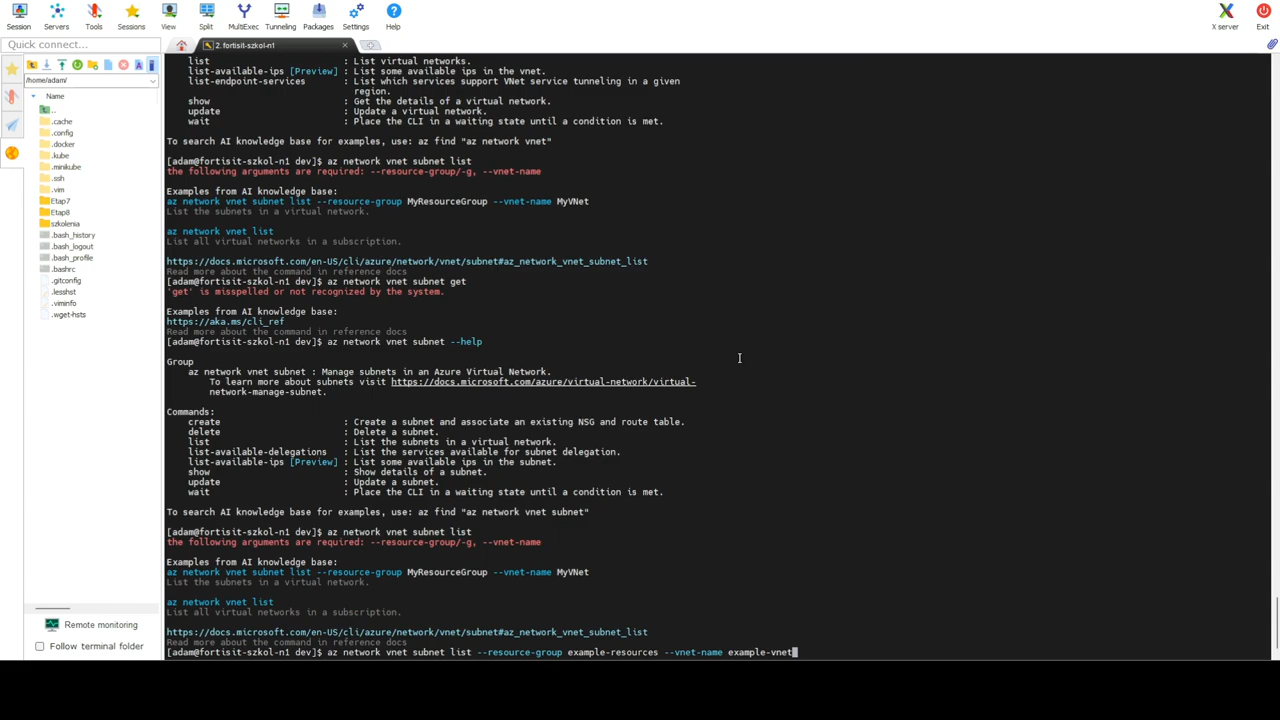 Session Servers Tools Sessions View Split MultiExec Tunneling Packages Settings Help X server Exit
Quick connect...
2. fortisit-szkol-n1
/home/adam/
Name
..
.cache
.config
.docker
.kube
.minikube
.ssh
.vim
Etap7
Etap8
szkolenia
.bash_history
.bash_logout
.bash_profile
.bashrc
.gitconfig
.lesshst
.viminfo
.wget-hsts
Remote monitoring
Follow terminal folder
list : List virtual networks.
list-available-ips [Preview] : List some available ips in the vnet.
list-endpoint-services : List which services support VNet service tunneling in a given
region.
show : Get the details of a virtual network.
update : Update a virtual network.
wait : Place the CLI in a waiting state until a condition is met.
To search AI knowledge base for examples, use: az find "az network vnet"
[adam@fortisit-szkol-n1 dev]$ az network vnet subnet list
the following arguments are required: --resource-group/-g, --vnet-name
Examples from AI knowledge base:
az network vnet subnet list --resource-group MyResourceGroup --vnet-name MyVNet
List the subnets in a virtual network.
az network vnet list
List all virtual networks in a subscription.
https://docs.microsoft.com/en-US/cli/azure/network/vnet/subnet#az_network_vnet_subnet_list
Read more about the command in reference docs
[adam@fortisit-szkol-n1 dev]$ az network vnet subnet get
'get' is misspelled or not recognized by the system.
Examples from AI knowledge base:
https://aka.ms/cli_ref
Read more about the command in reference docs
[adam@fortisit-szkol-n1 dev]$ az network vnet subnet --help
Group
az network vnet subnet : Manage subnets in an Azure Virtual Network.
To learn more about subnets visit https://docs.microsoft.com/azure/virtual-network/virtual-
network-manage-subnet.
Commands:
create : Create a subnet and associate an existing NSG and route table.
delete : Delete a subnet.
list : List the subnets in a virtual network.
list-available-delegations : List the services available for subnet delegation.
list-available-ips [Preview] : List some available ips in the subnet.
show : Show details of a subnet.
update : Update a subnet.
wait : Place the CLI in a waiting state until a condition is met.
To search AI knowledge base for examples, use: az find "az network vnet subnet"
[adam@fortisit-szkol-n1 dev]$ az network vnet subnet list
the following arguments are required: --resource-group/-g, --vnet-name
Examples from AI knowledge base:
az network vnet subnet list --resource-group MyResourceGroup --vnet-name MyVNet
List the subnets in a virtual network.
az network vnet list
List all virtual networks in a subscription.
https://docs.microsoft.com/en-US/cli/azure/network/vnet/subnet#az_network_vnet_subnet_list
Read more about the command in reference docs
[adam@fortisit-szkol-n1 dev]$ az network vnet subnet list --resource-group example-resources --vnet-name example-vnet